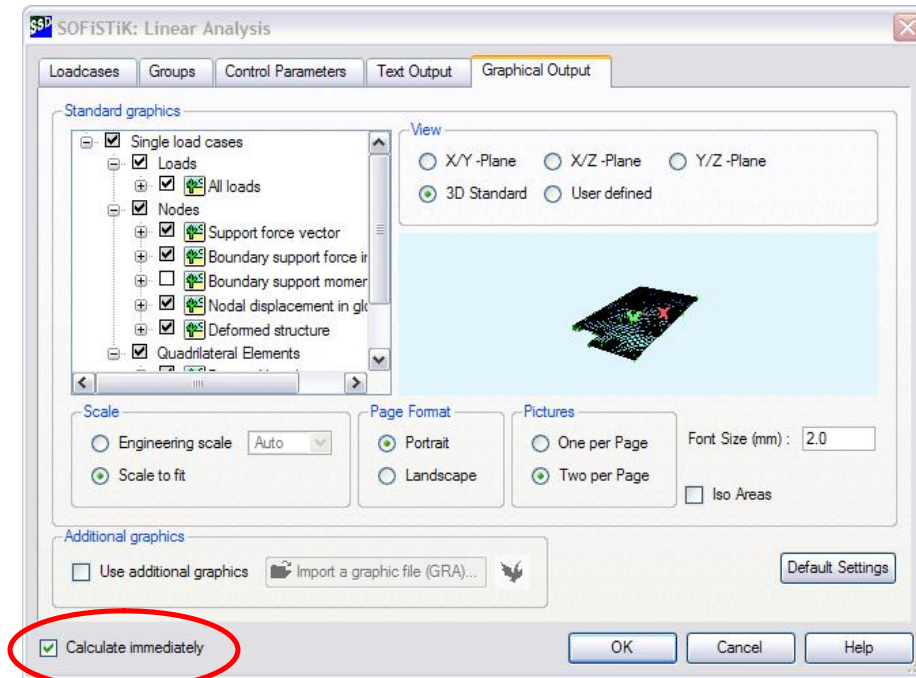 SSD SOFiSTiK: Linear Analysis
Loadcases Groups Control Parameters Text Output Graphical Output
Standard graphics
Single load cases
Loads
All loads
Nodes
Support force vector
Boundary support force ir
Boundary support momer
Nodal displacement in glo
Deformed structure
Quadrilateral Elements
View
X/Y -Plane X/Z -Plane Y/Z -Plane
3D Standard User defined
Y X
Scale
Engineering scale Auto
Scale to fit
Page Format
Portrait
Landscape
Pictures
One per Page
Two per Page
Font Size (mm) : 2.0
Iso Areas
Additional graphics
Use additional graphics Import a graphic file (GRA)...
Default Settings
Calculate immediately OK Cancel Help